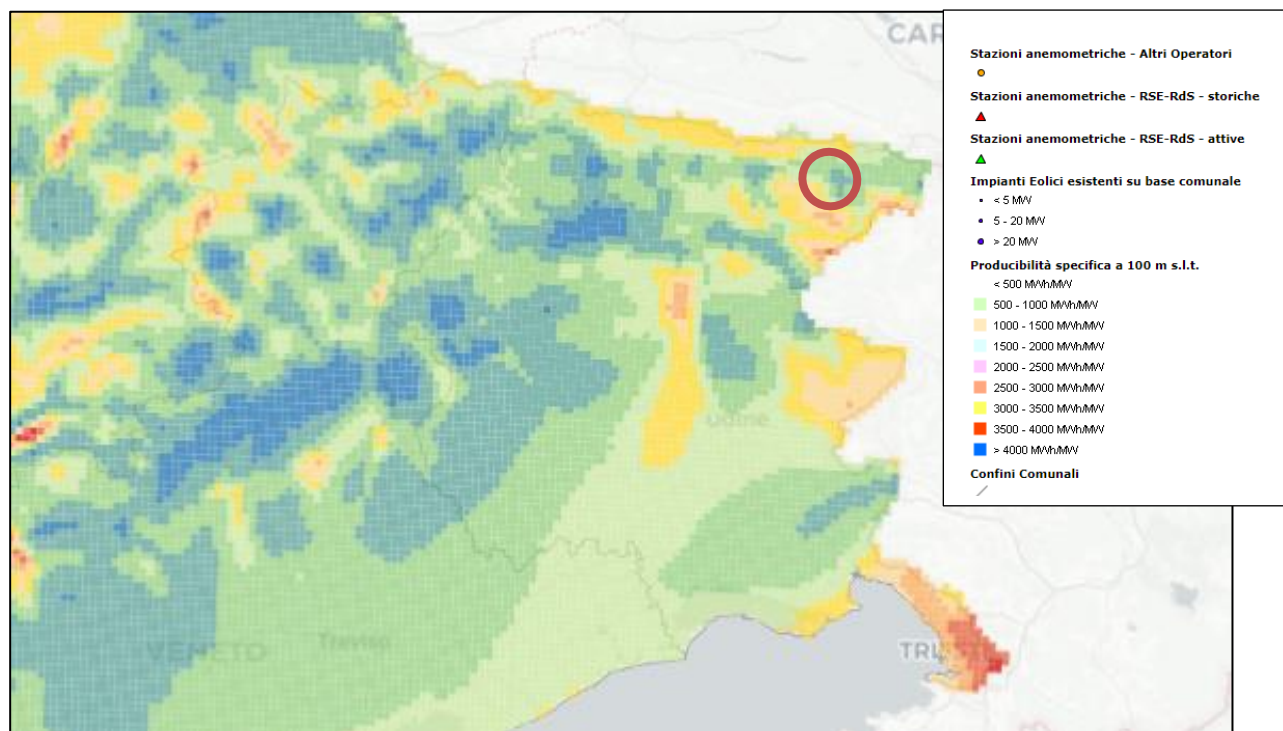 CAR
Stazioni anemometriche - Altri Operatori
Stazioni anemometriche - RSE-RdS - storiche
Stazioni anemometriche - RSE-RdS - attive
Impianti Eolici esistenti su base comunale
< 5 MW
5 - 20 MW
> 20 MW
Producibilità specifica a 100 m s.l.t.
< 500 MWh/MW
500 - 1000 MWh/MW
1000 - 1500 MWh/MW
1500 - 2000 MWh/MW
2000 - 2500 MWh/MW
2500 - 3000 MWh/MW
3000 - 3500 MWh/MW
3500 - 4000 MWh/MW
> 4000 MWh/MW
Confini Comunali
Udine
VENETO
Treviso
TRIESTE